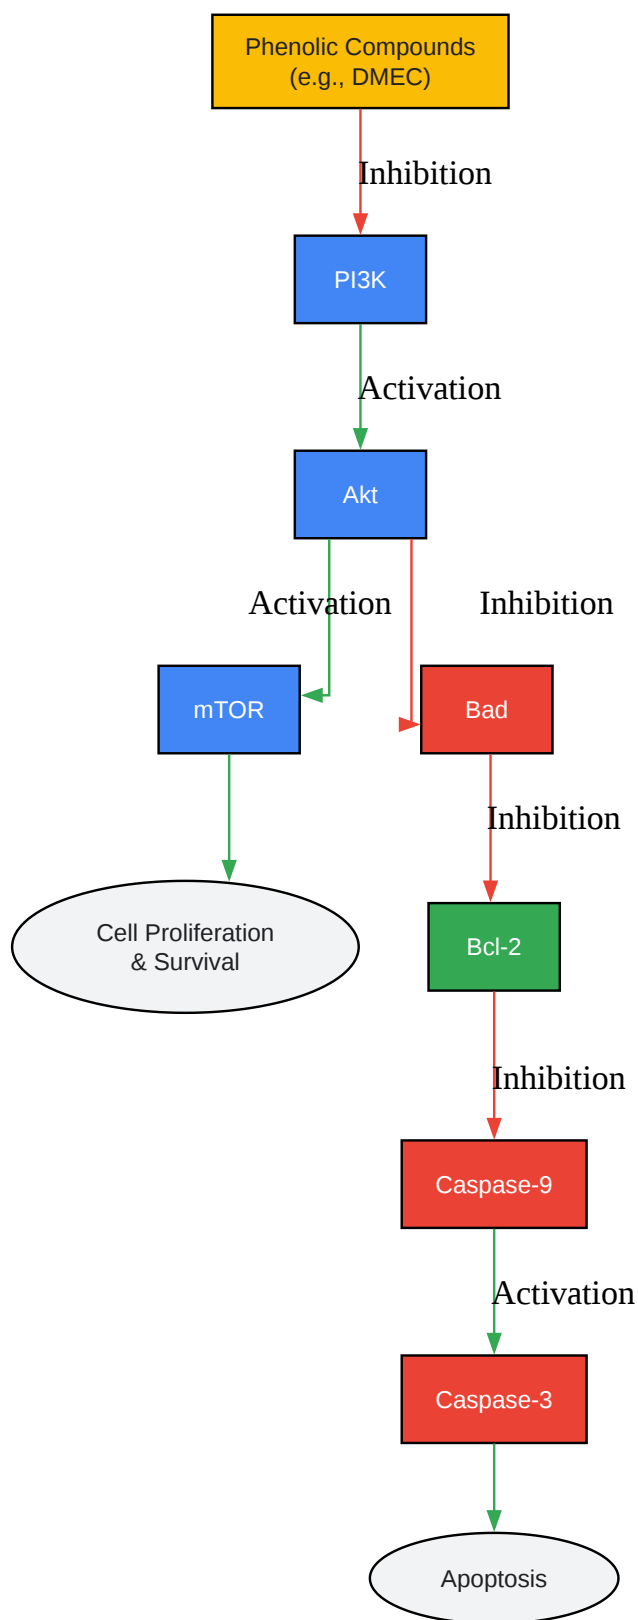 Phenolic Compounds
(e.g., DMEC)
Inhibition
PI3K
Activation
Akt
Activation
Inhibition
mTOR
Bad
Inhibition
Cell Proliferation
& Survival
Bcl-2
Inhibition
Caspase-9
Activation
Caspase-3
Apoptosis